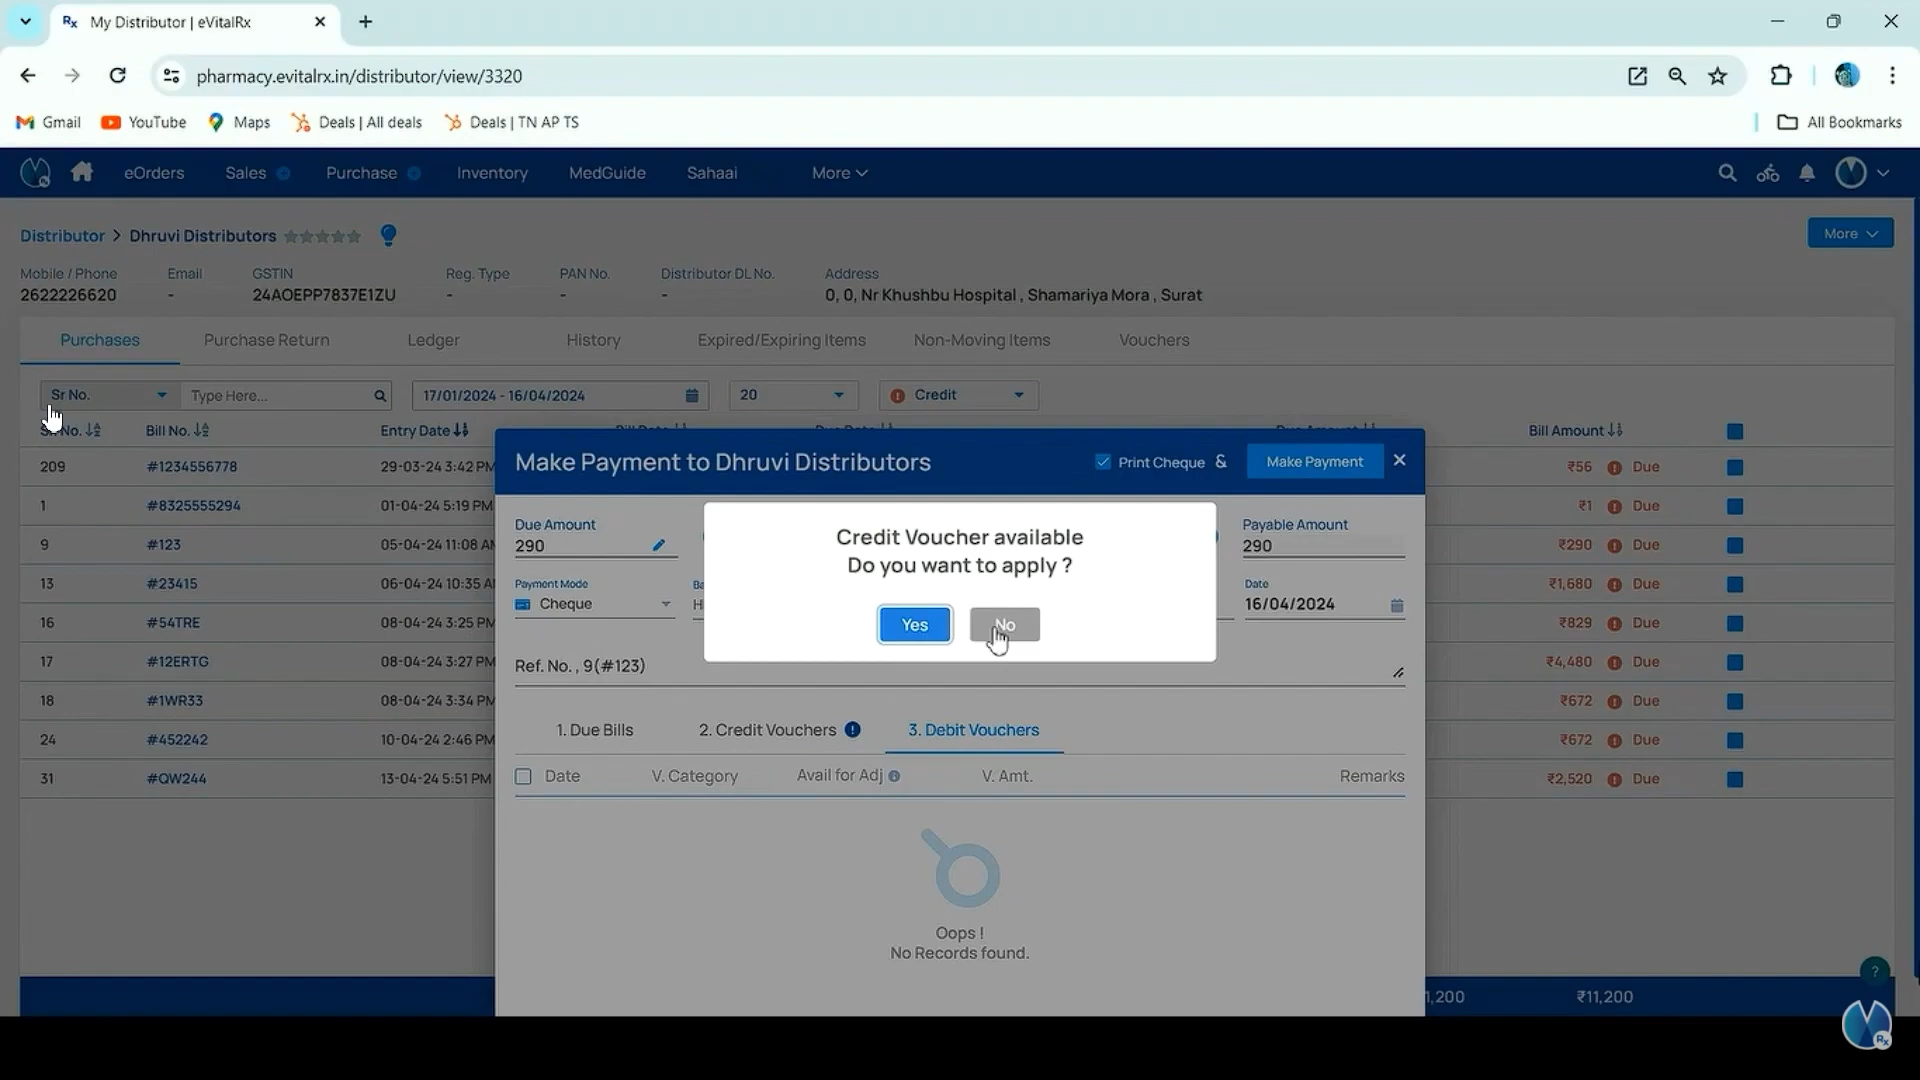 My Distributor | eVitalRx
pharmacy.evitalrx.in/distributor/view/3320
Gmail YouTube Maps Deals | All deals Deals | TN AP TS All Bookmarks
eOrders Sales Purchase Inventory MedGuide Sahaai More
Distributor > Dhruvi Distributors More
Mobile / Phone Email GSTIN Reg. Type PAN No. Distributor DL No. Address
2622226620 - 24AOEPP7837E1ZU - - - 0, 0, Nr Khushbu Hospital , Shamariya Mora , Surat
Purchases Purchase Return Ledger History Expired/Expiring Items Non-Moving Items Vouchers
Sr No. Type Here... 17/01/2024 - 16/04/2024 20 Credit
No. Bill No. Entry Date Bill Amount
209 #1234556778 29-03-24 3:42 PM ₹56 Due
1 #8325555294 01-04-24 5:19 PM ₹1 Due
9 #123 05-04-24 11:08 AM ₹290 Due
13 #23415 06-04-24 10:35 A ₹1,680 Due
16 #54TRE 08-04-24 3:25 PM ₹829 Due
17 #12ERTG 08-04-24 3:27 PM ₹4,480 Due
18 #1WR33 08-04-24 3:34 PM ₹672 Due
24 #452242 10-04-24 2:46 PM ₹672 Due
31 #QW244 13-04-24 5:51 PM ₹2,520 Due
1,200 ₹11,200
Make Payment to Dhruvi Distributors Print Cheque & Make Payment
Due Amount Payable Amount
290 290
Payment Mode Date
Cheque 16/04/2024
Ref. No. , 9(#123)
Credit Voucher available
Do you want to apply ?
Yes No
1. Due Bills 2. Credit Vouchers 3. Debit Vouchers
Date V. Category Avail for Adj V. Amt. Remarks
Oops !
No Records found.